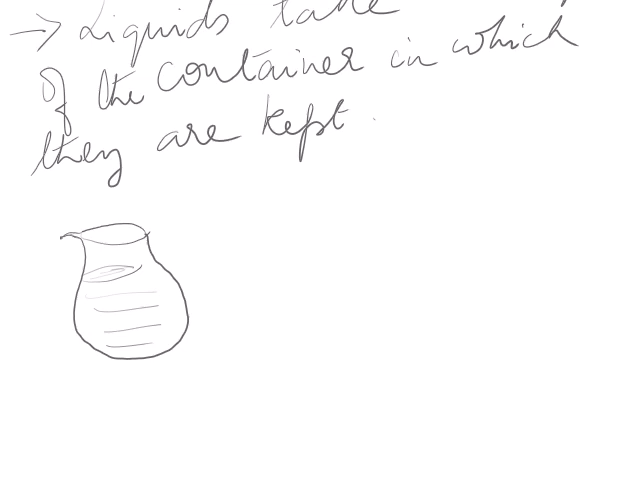 → Liquids take
of the container in which
they are kept.